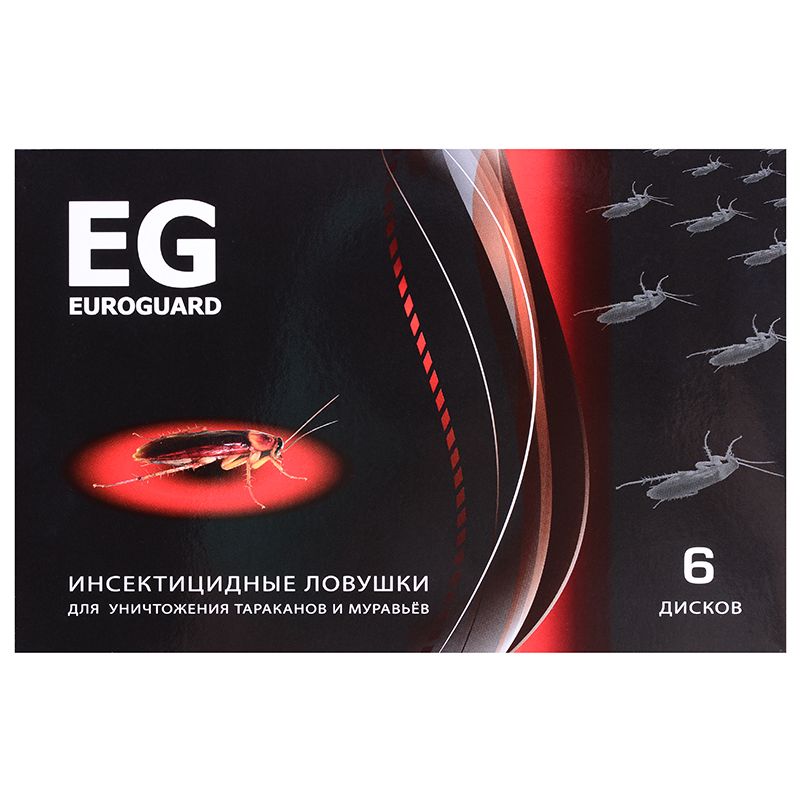 EG
EUROGUARD
ИНСЕКТИЦИДНЫЕ ЛОВУШКИ
ДЛЯ УНИЧТОЖЕНИЯ ТАРАКАНОВ И МУРАВЬЁВ
6
ДИСКОВ